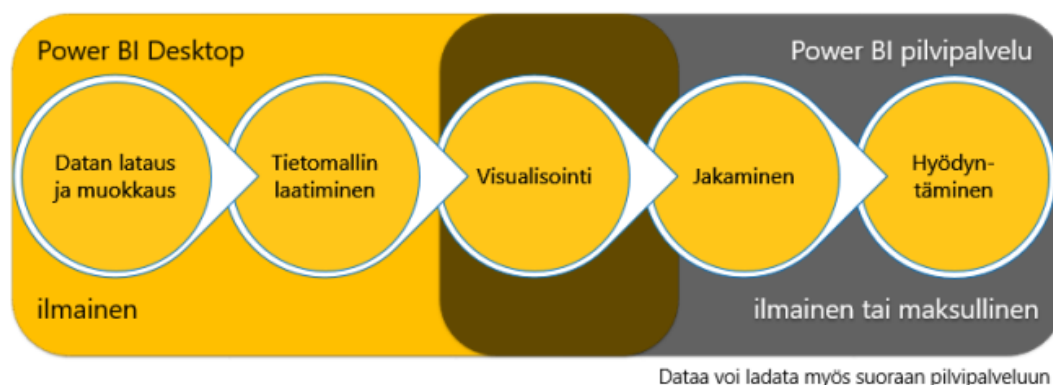 Power BI Desktop
Power BI pilvipalvelu
Datan lataus
ja muokkaus
Tietomallin
laatiminen
Visualisointi
Jakaminen
Hyödyn-
täminen
ilmainen
ilmainen tai maksullinen
Dataa voi ladata myös suoraan pilvipalveluun